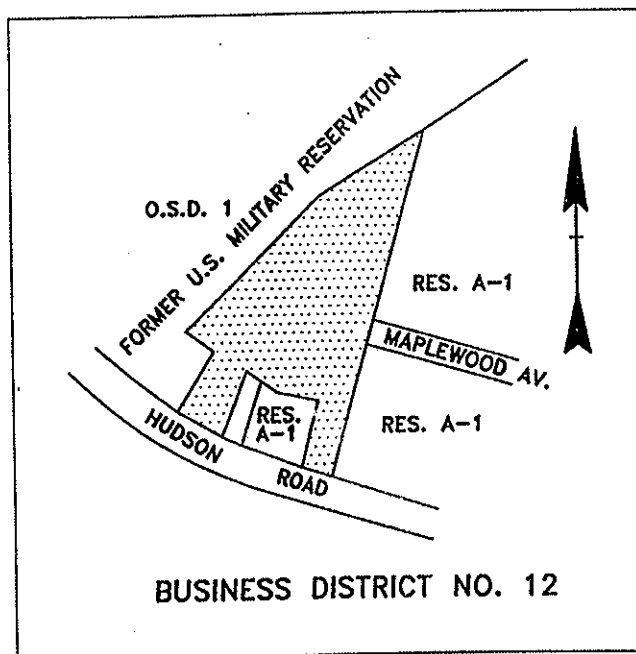 FORMER U.S. MILITARY RESERVATION
O.S.D. 1
RES. A-1
MAPLEWOOD AV.
RES.
A-1
RES. A-1
HUDSON ROAD
BUSINESS DISTRICT NO. 12